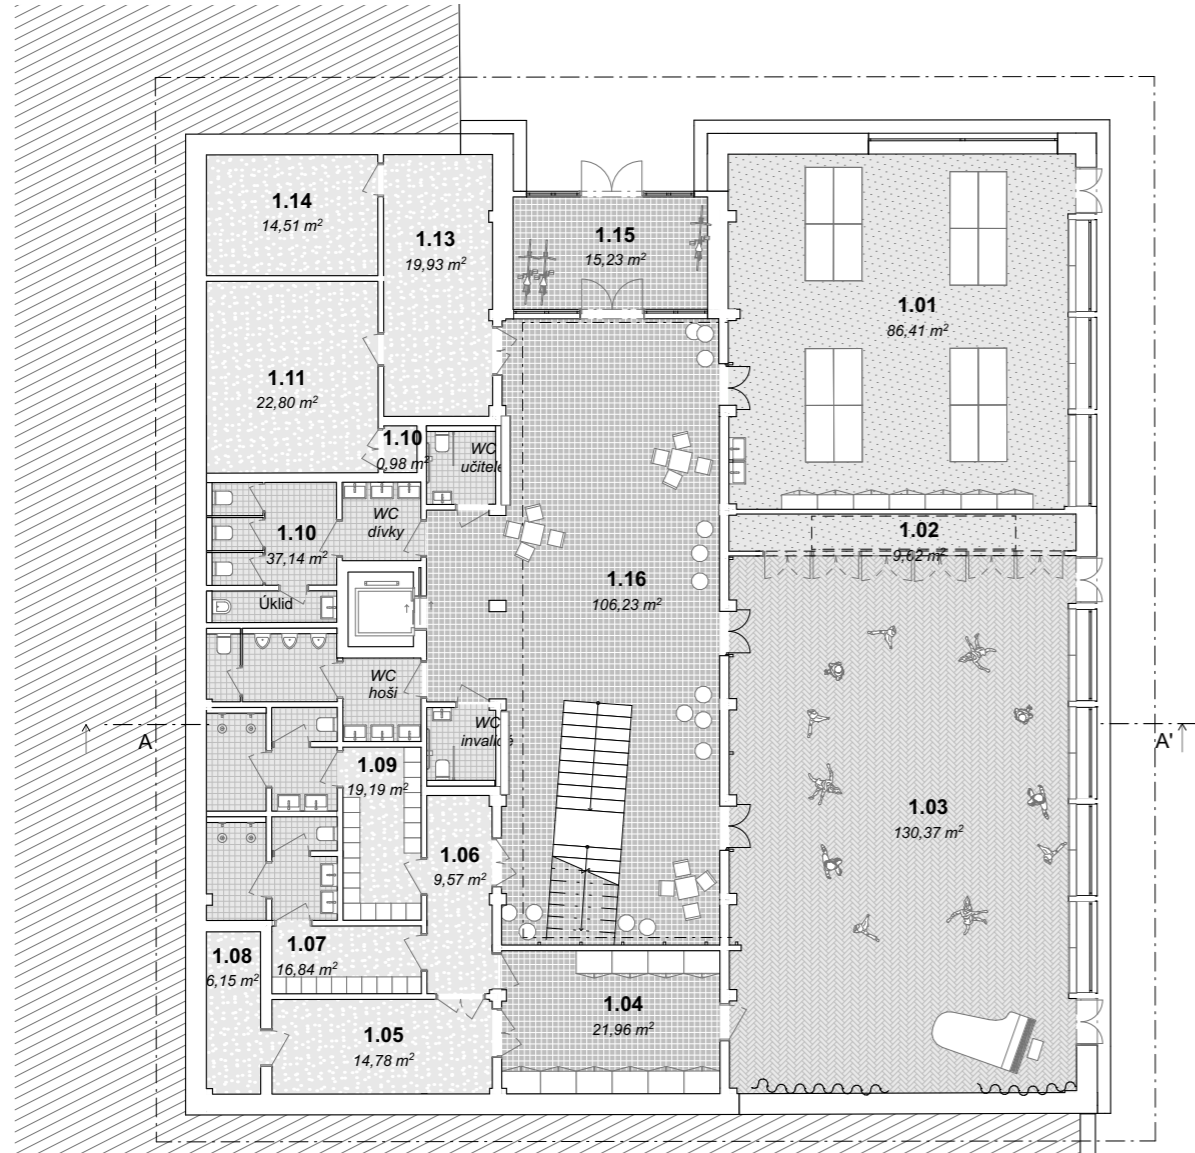 1.14
14,51 m²
1.13
19,93 m²
1.15
15,23 m²
1.01
86,41 m²
1.11
22,80 m²
1.10
0,98 m²
WC
učitelé
1.10
37,14 m²
WC
dívky
1.02
9,62 m²
1.16
106,23 m²
Úklid
WC
hoši
WC
invalidé
A
A'
1.09
19,19 m²
1.03
130,37 m²
1.06
9,57 m²
1.07
16,84 m²
1.08
6,15 m²
1.04
21,96 m²
1.05
14,78 m²